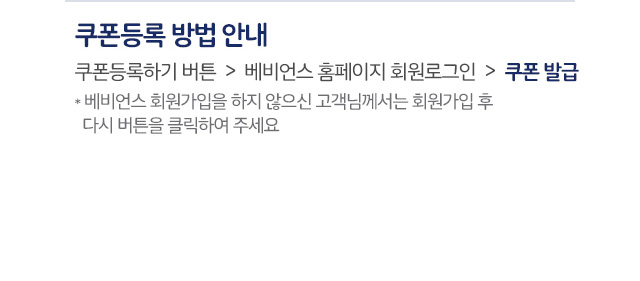 쿠폰등록 방법 안내
쿠폰등록하기 버튼 > 베비언스 홈페이지 회원로그인 > 쿠폰 발급
* 베비언스 회원가입을 하지 않으신 고객님께서는 회원가입 후
다시 버튼을 클릭하여 주세요